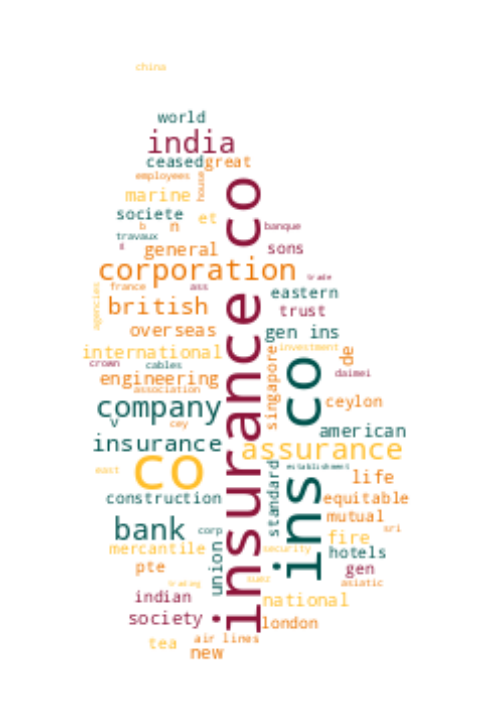 china
world
india
ceased great
employees house
marine
co
societe et
b n banque
travaux
g sons
general
corporation trade
france ass eastern
agencies
british trust
overseas gen ins
international investment de
crown cables daimei
engineering singapore
association
company ceylon
v cey american
insurance assurance
insurance co
co ins co
east establishment life
construction standard equitable
bank corp mutual
sri
mercantile security fire
pte union hotels
trading suez gen
asiatic
indian national
society london
tea air lines
new